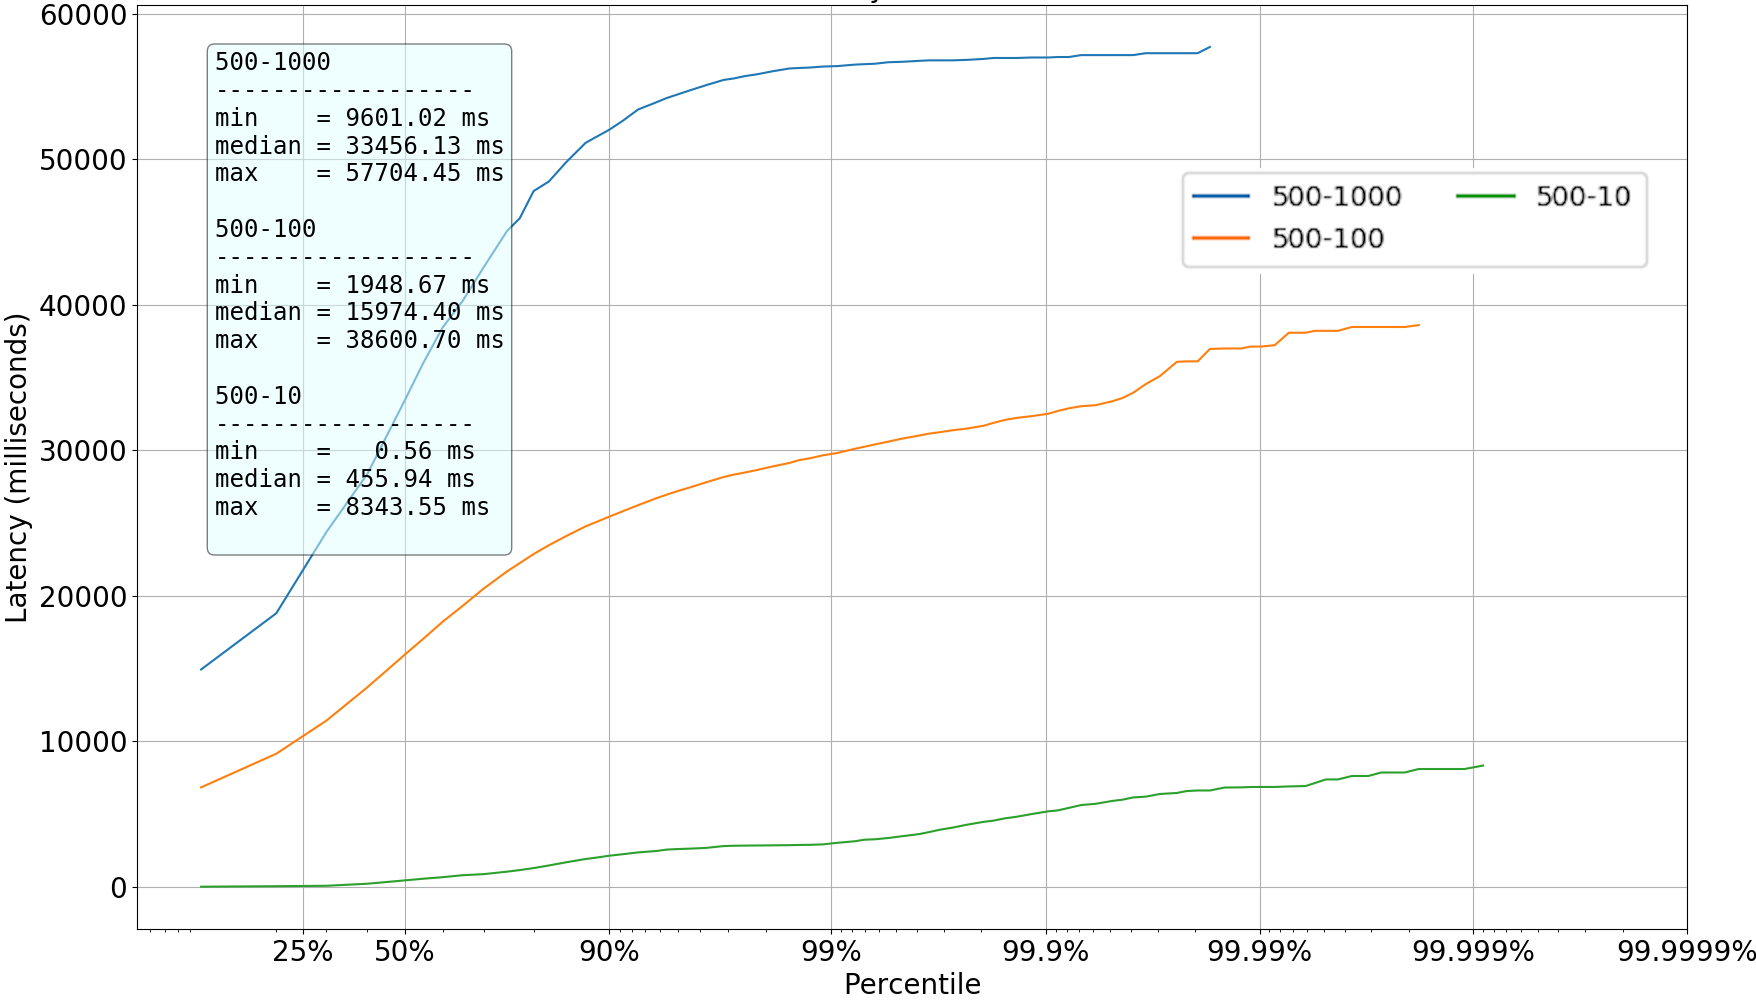 60000
50000
40000
30000
20000
10000
0
Latency (milliseconds)
500-1000
------------------
min    = 9601.02 ms
median = 33456.13 ms
max    = 57704.45 ms
500-100
------------------
min    = 1948.67 ms
median = 15974.40 ms
max    = 38600.70 ms
500-10
------------------
min    =   0.56 ms
median = 455.94 ms
max    = 8343.55 ms
500-1000 500-10
500-100
25% 50% 90% 99% 99.9% 99.99% 99.999% 99.9999%
Percentile